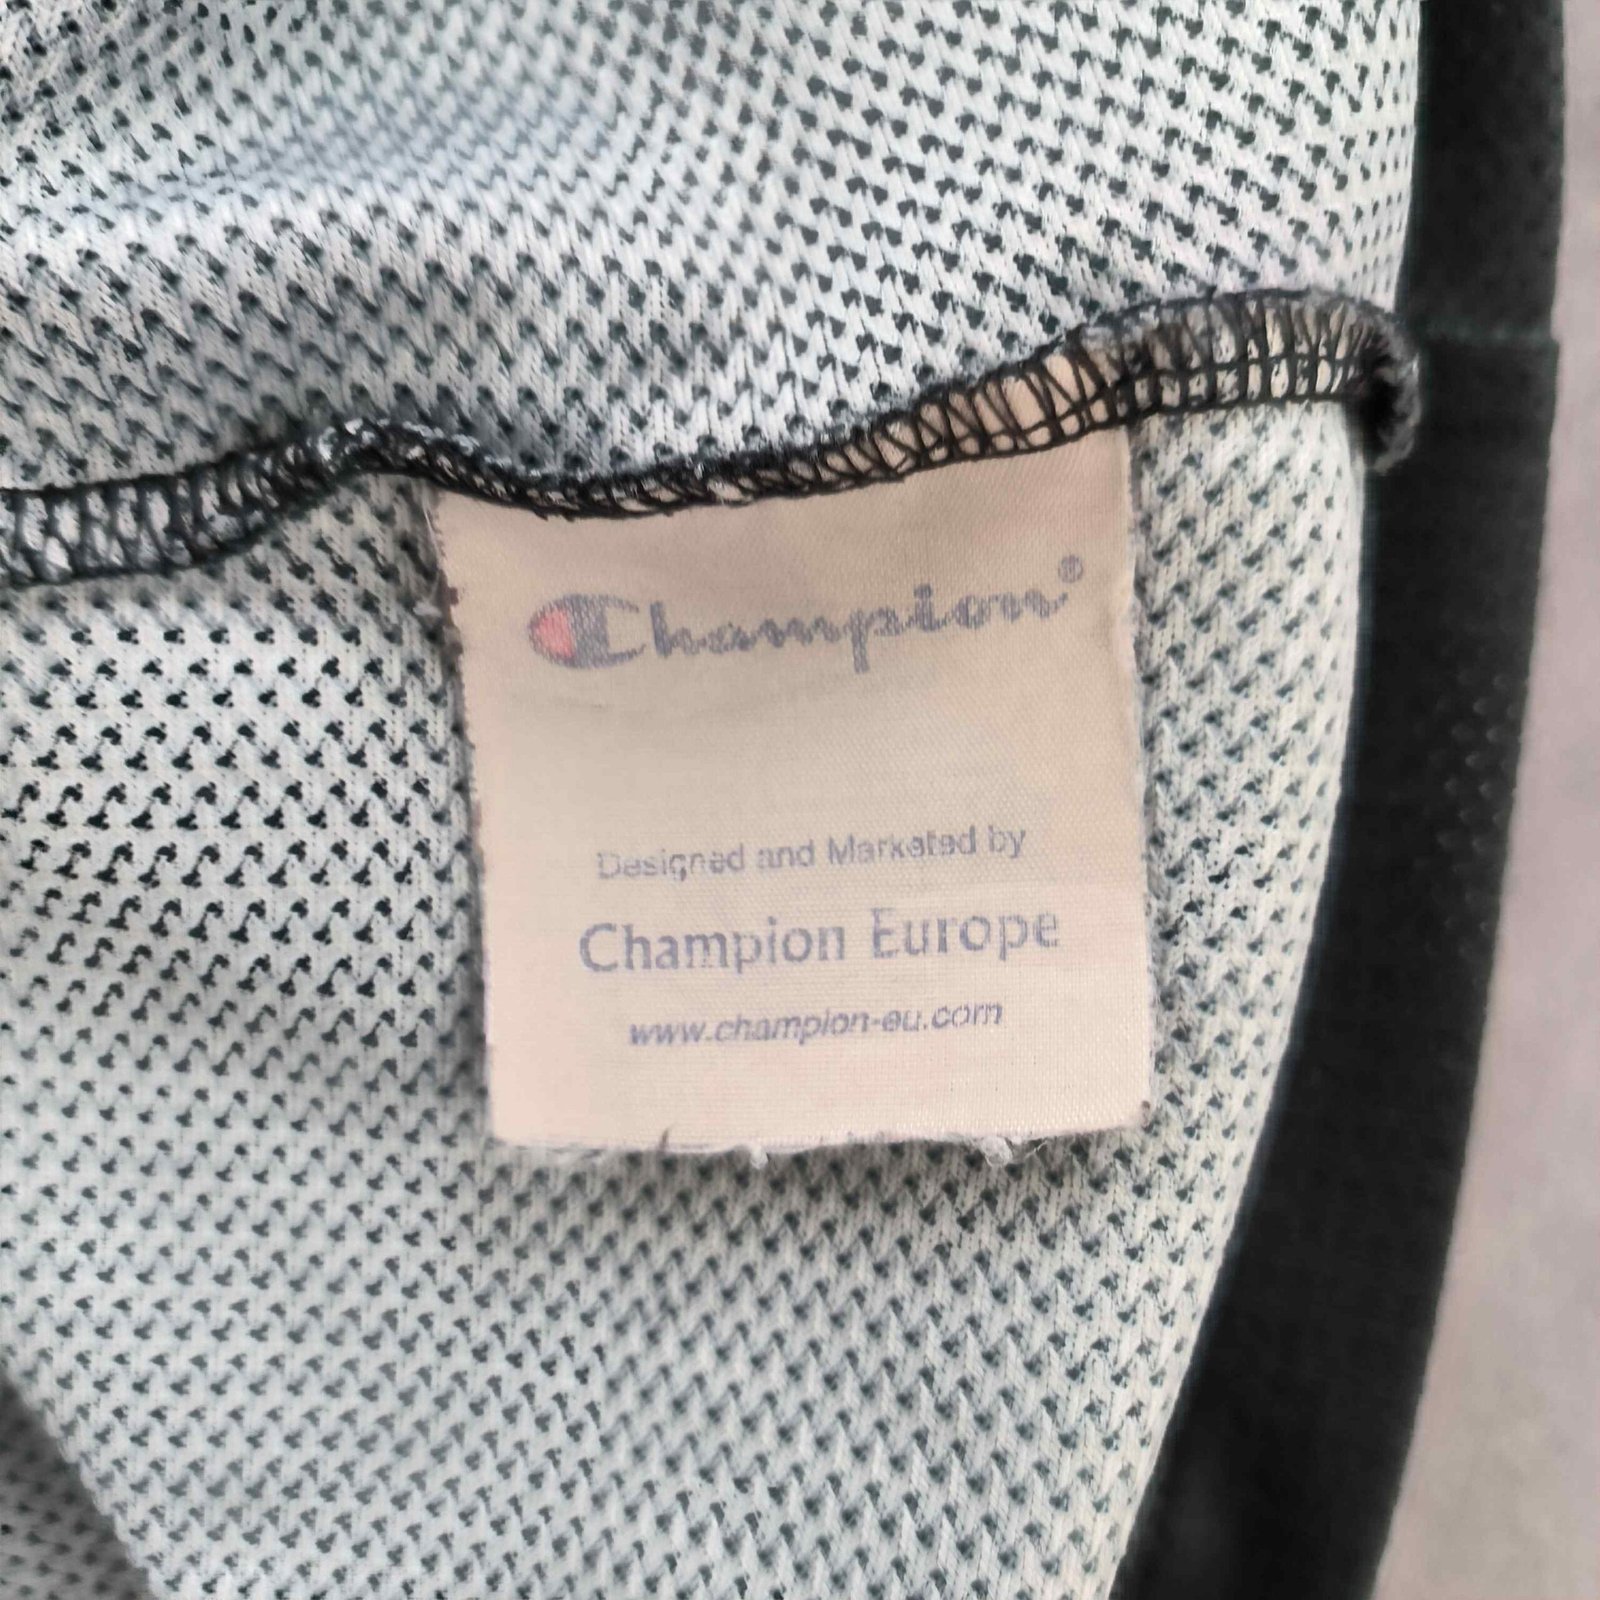 Champion®
Designed and Marketed by
Champion Europe
www.champion-eu.com